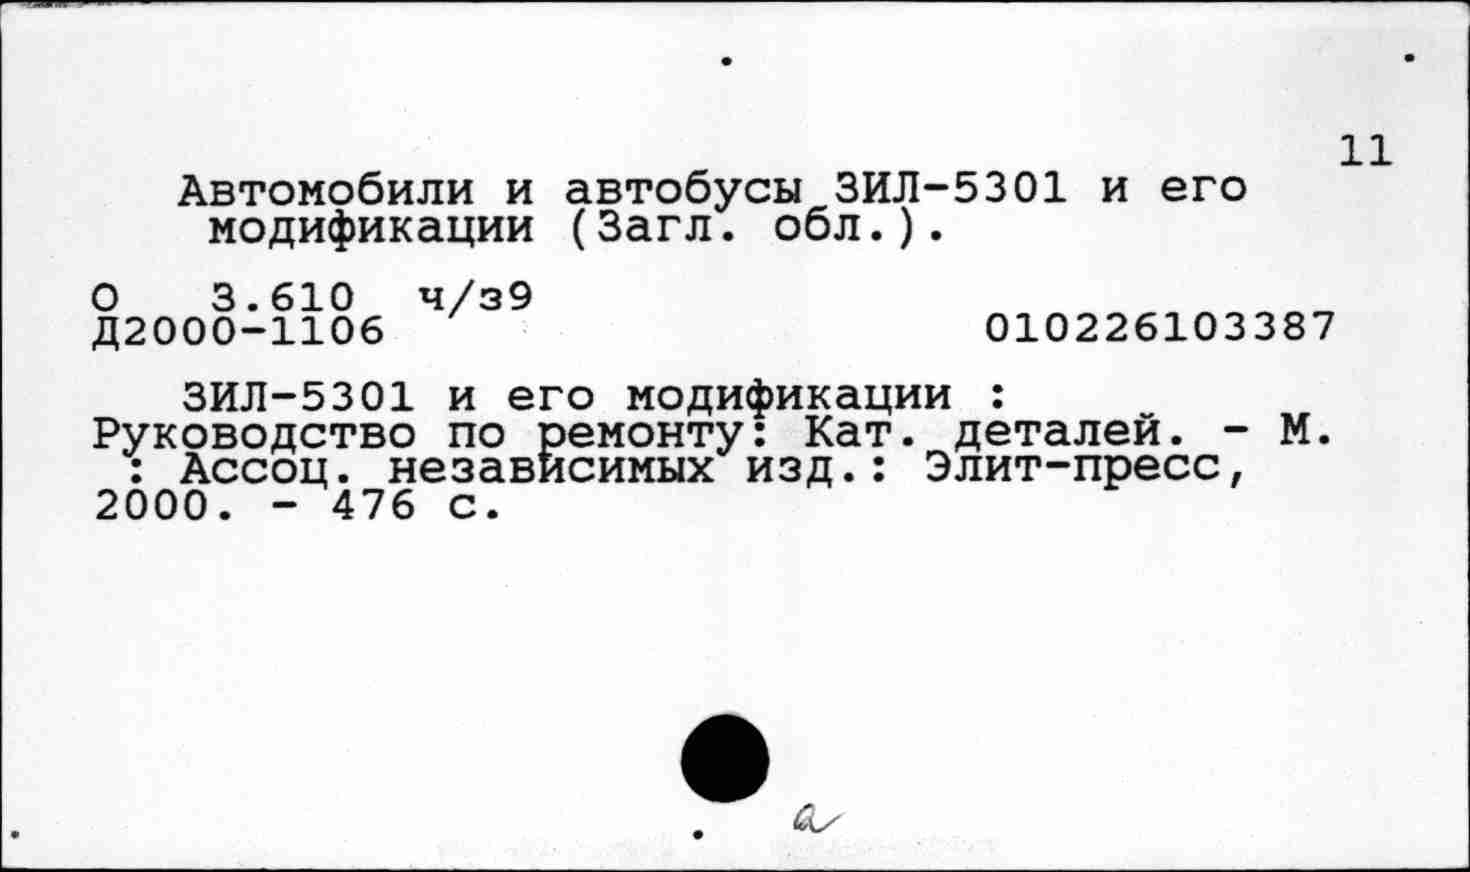 11
Автомобили и автобусы ЗИЛ-5301 и его
модификации (Загл. обл.).
О 3.610 ч/з9
Д2000-1106 010226103387
ЗИЛ-5301 и его модификации :
Руководство по ремонту: Кат. деталей. - М.
: Ассоц. независимых изд.: Элит-пресс,
2000. - 476 с.
а